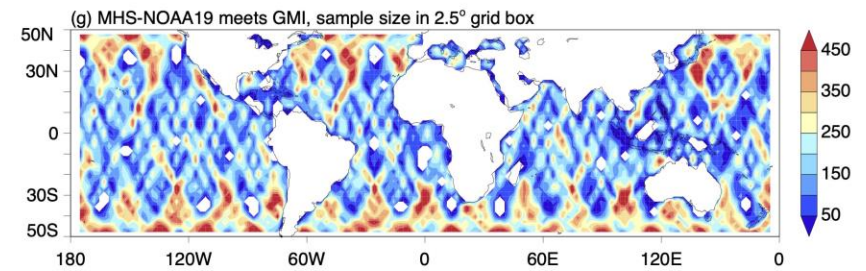 (g) MHS-NOAA19 meets GMI, sample size in 2.5° grid box
50N
30N
0
30S
50S
180 120W 60W 0 60E 120E 0
450
350
250
150
50